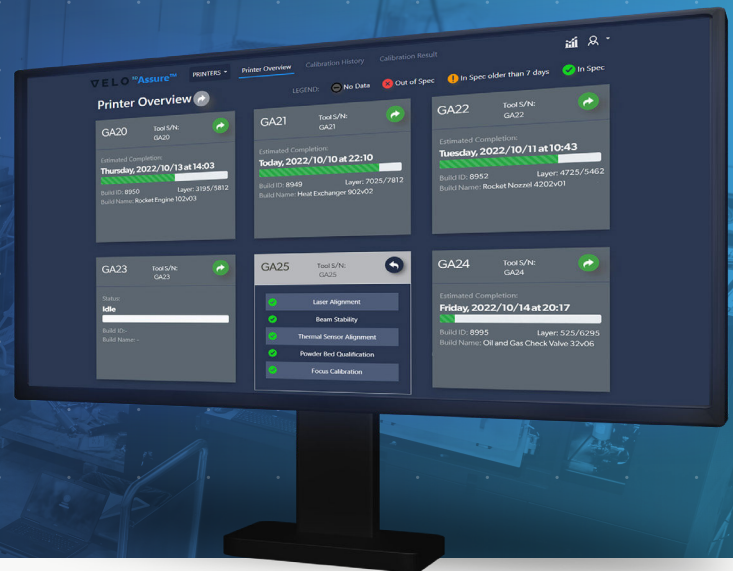 VELO 3D Assure™
PRINTERS
Printer Overview
Calibration History
Calibration Result
LEGEND:
No Data
Out of Spec
In Spec older than 7 days
In Spec
Printer Overview
GA20
Tool S/N:
GA20
Estimated Completion:
Thursday, 2022/10/13 at 14:03
Build ID: 8950
Layer: 3195/5812
Build Name: Rocket Engine 102v03
GA21
Tool S/N:
GA21
Estimated Completion:
Today, 2022/10/10 at 22:10
Build ID: 8949
Layer: 7025/7812
Build Name: Heat Exchanger 902v02
GA22
Tool S/N:
GA22
Estimated Completion:
Tuesday, 2022/10/11 at 10:43
Build ID: 8952
Layer: 4725/5462
Build Name: Rocket Nozzel 4202v01
GA23
Tool S/N:
GA23
Status:
Idle
Build ID:-
Build Name: -
GA25
Tool S/N:
GA25
Laser Alignment
Beam Stability
Thermal Sensor Alignment
Powder Bed Qualification
Focus Calibration
GA24
Tool S/N:
GA24
Estimated Completion:
Friday, 2022/10/14 at 20:17
Build ID: 8995
Layer: 525/6295
Build Name: Oil and Gas Check Valve 32v06